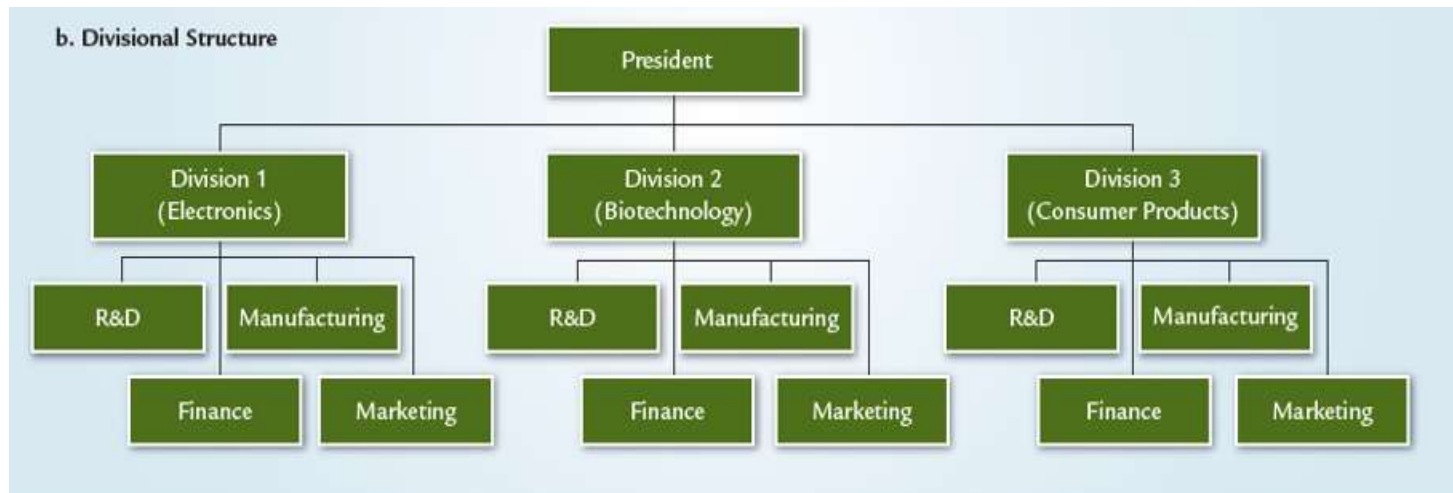 b. Divisional Structure
President
Division 1
(Electronics)
Division 2
(Biotechnology)
Division 3
(Consumer Products)
R&D
Manufacturing
R&D
Manufacturing
R&D
Manufacturing
Finance
Marketing
Finance
Marketing
Finance
Marketing